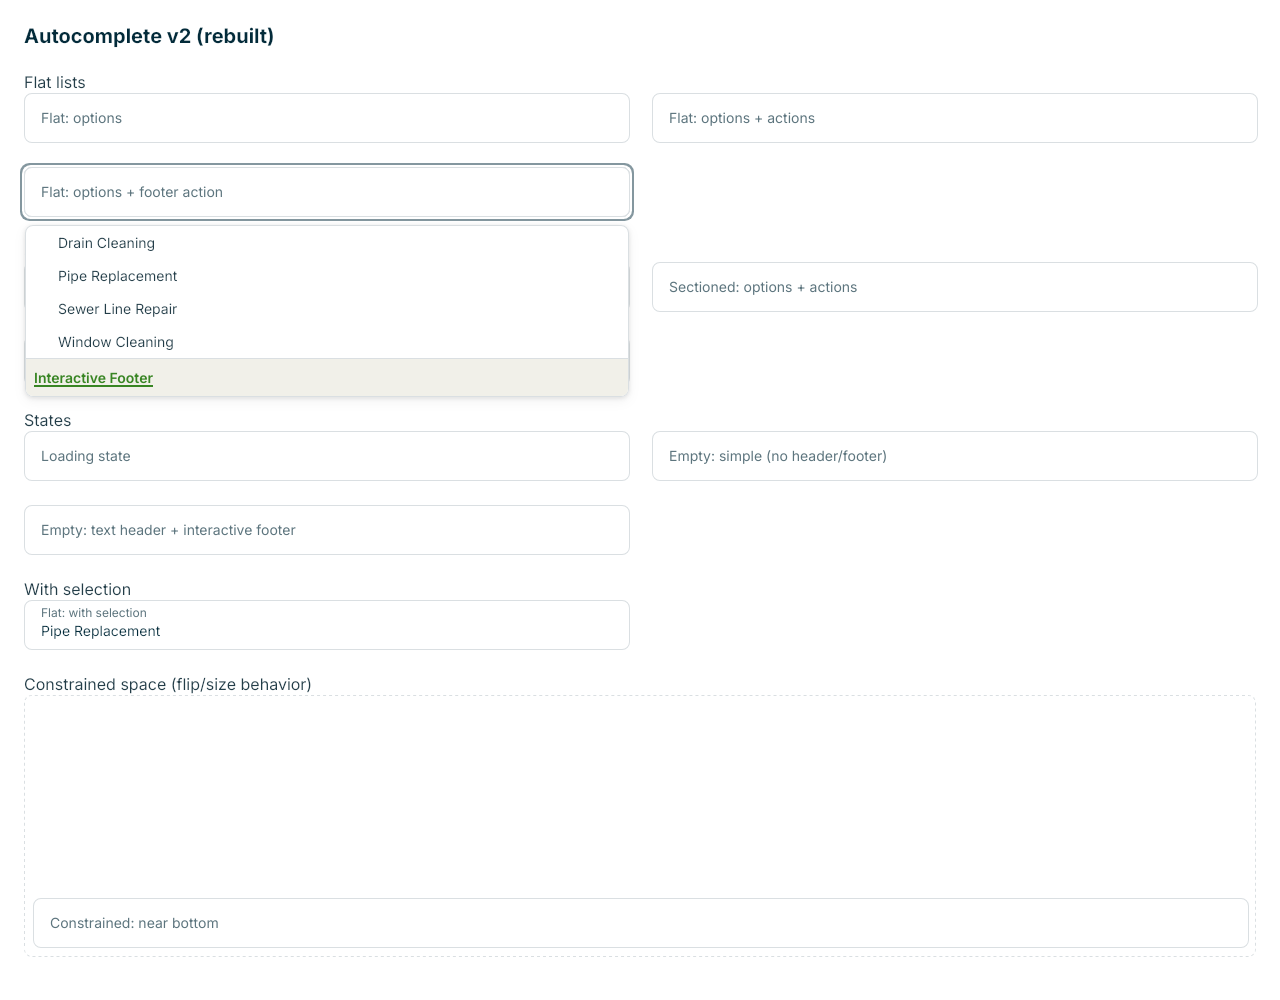 Autocomplete v2 (rebuilt)
Flat lists
Flat: options
Flat: options + actions
Flat: options + footer action
Drain Cleaning
Pipe Replacement
Sewer Line Repair
Window Cleaning
Interactive Footer
Sectioned: options + actions
States
Loading state
Empty: simple (no header/footer)
Empty: text header + interactive footer
With selection
Flat: with selection
Pipe Replacement
Constrained space (flip/size behavior)
Constrained: near bottom